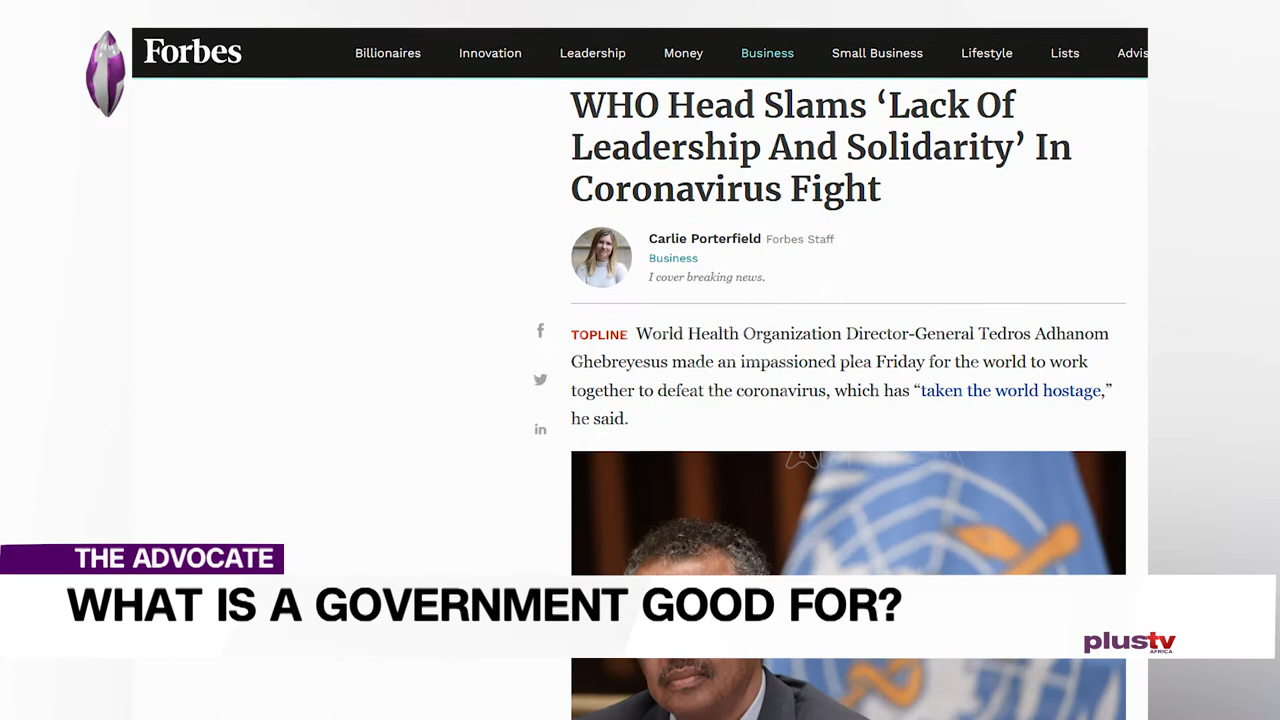 Forbes
Billionaires Innovation Leadership Money Business Small Business Lifestyle Lists Advis
WHO Head Slams ‘Lack Of
Leadership And Solidarity’ In
Coronavirus Fight
Carlie Porterfield Forbes Staff
Business
I cover breaking news.
TOPLINE World Health Organization Director-General Tedros Adhanom
Ghebreyesus made an impassioned plea Friday for the world to work
together to defeat the coronavirus, which has “taken the world hostage,”
he said.
THE ADVOCATE
WHAT IS A GOVERNMENT GOOD FOR?
plustv
AFRICA